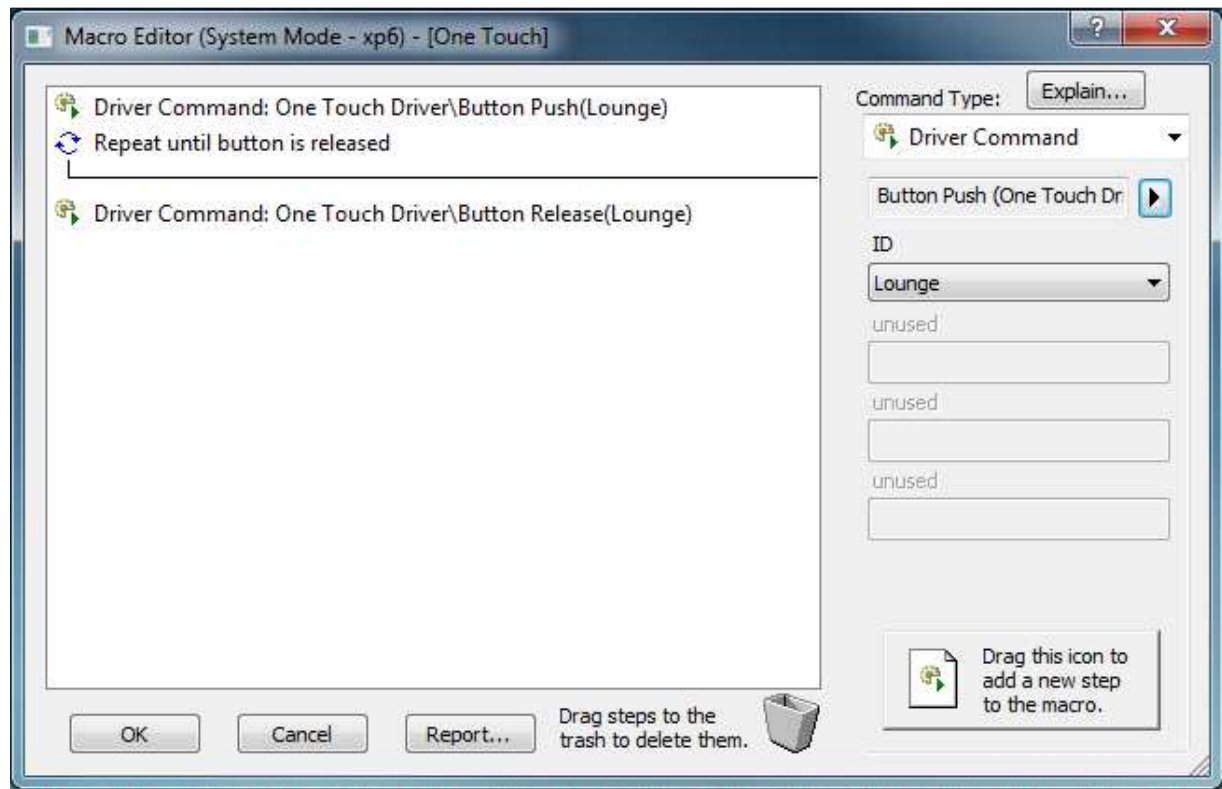 Macro Editor (System Mode - xp6) - [One Touch]
?
X
Driver Command: One Touch Driver\Button Push(Lounge)
Repeat until button is released
Driver Command: One Touch Driver\Button Release(Lounge)
Command Type:
Explain...
Driver Command
Button Push (One Touch Dr
ID
Lounge
unused
unused
unused
Drag this icon to
add a new step
to the macro.
OK
Cancel
Report...
Drag steps to the
trash to delete them.